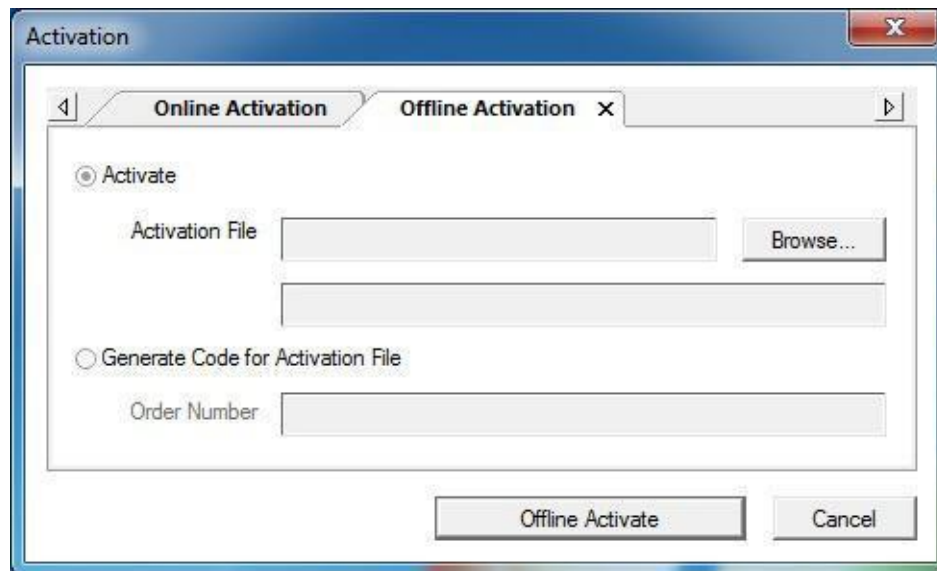 Activation
Online Activation Offline Activation
Activate
Activation File Browse...
Generate Code for Activation File
Order Number
Offline Activate Cancel